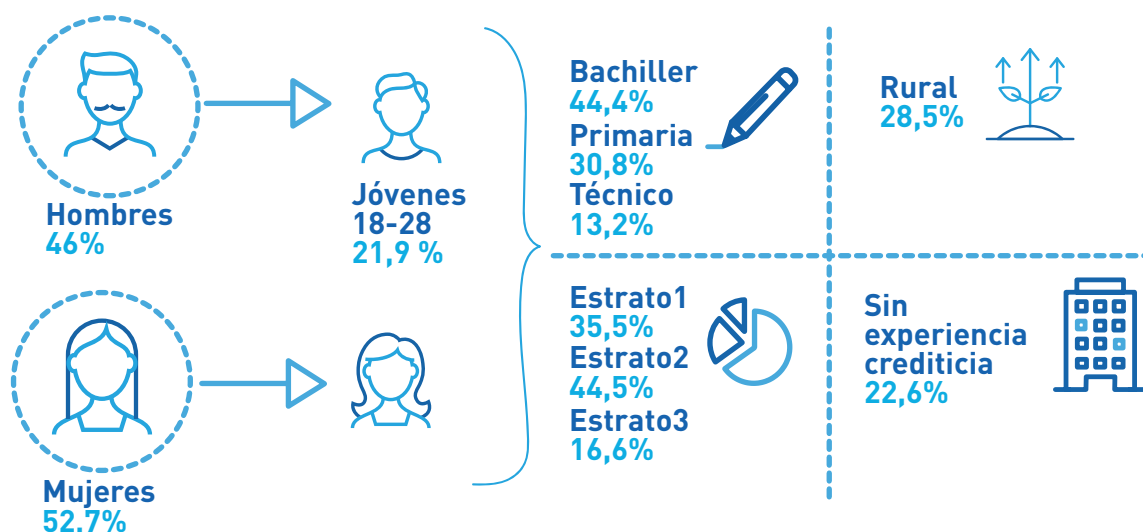 Hombres
46%
Mujeres
52,7%
Jóvenes
18-28
21,9 %
Bachiller
44,4%
Primaria
30,8%
Técnico
13,2%
Rural
28,5%
Estrato1
35,5%
Estrato2
44,5%
Estrato3
16,6%
Sin
experiencia
crediticia
22,6%